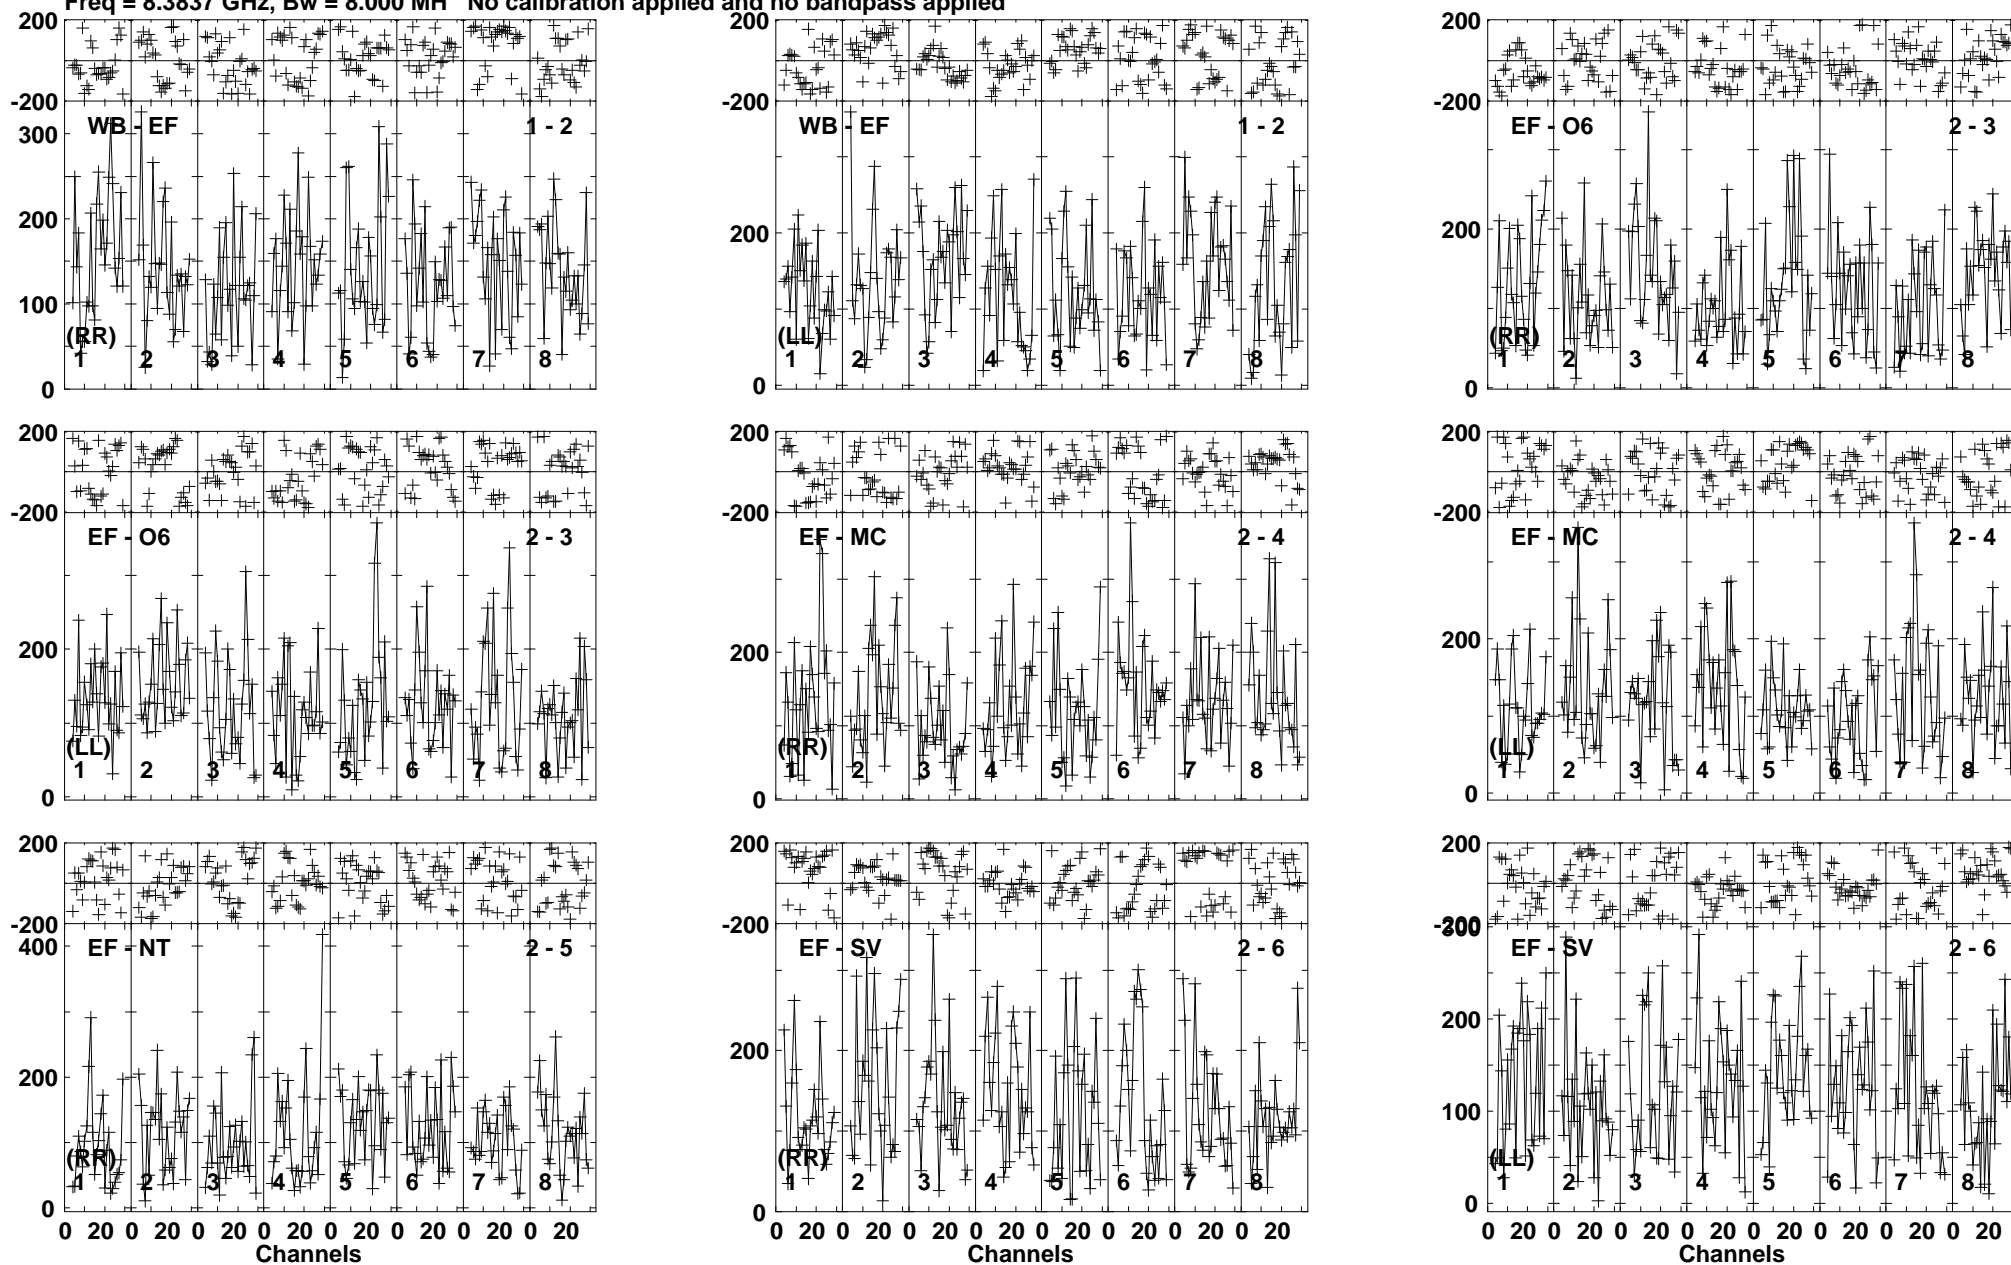 Freq = 8.3837 GHz, Bw = 8.000 MH No calibration applied and no bandpass applied
200
-200
WB - EF 1 - 2
300
200
100
0
(RR)
1 2 3 4 5 6 7 8
-200
200
WB - EF 1 - 2
200
0
(LL)
1 2 3 4 5 6 7 8
200
-200
EF - O6 2 - 3
200
0
(RR)
1 2 3 4 5 6 7 8
200
-200
EF - O6 2 - 3
200
0
(LL)
1 2 3 4 5 6 7 8
200
-200
EF - MC 2 - 4
200
0
(RR)
1 2 3 4 5 6 7 8
200
-200
EF - MC 2 - 4
200
0
(LL)
1 2 3 4 5 6 7 8
200
-200
EF - NT 2 - 5
400
200
0
(RR)
1 2 3 4 5 6 7 8
0 20 0 20 0 20 0 20 0 20 0 20 0 20 0 20
Channels
200
-200
EF - SV 2 - 6
200
0
(RR)
1 2 3 4 5 6 7 8
0 20 0 20 0 20 0 20 0 20 0 20 0 20 0 20
Channels
200
-200
300
EF - SV 2 - 6
200
100
0
(LL)
1 2 3 4 5 6 7 8
0 20 0 20 0 20 0 20 0 20 0 20 0 20 0 20
Channels